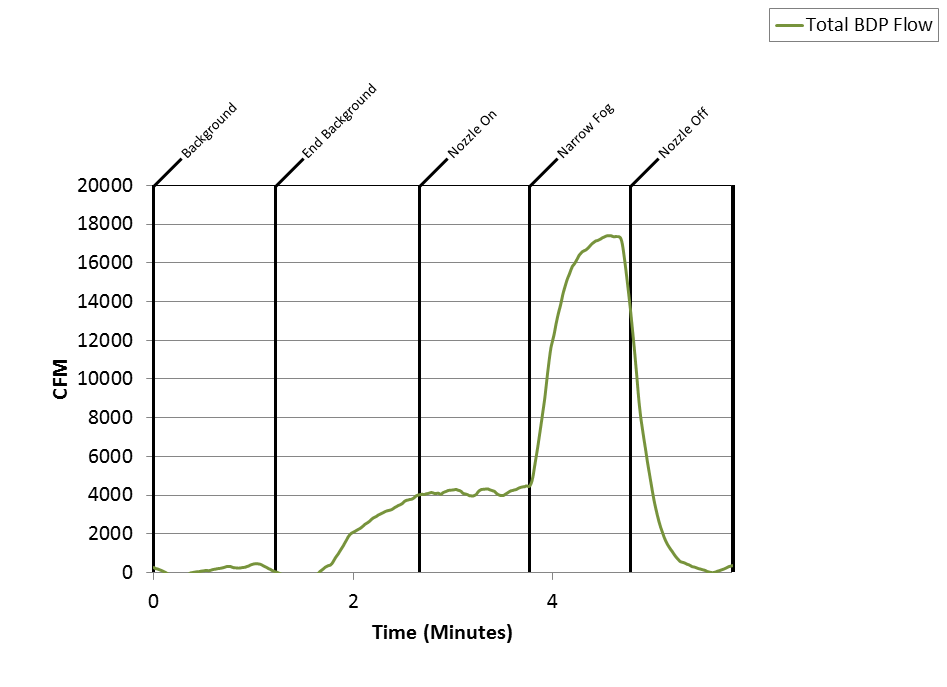 Total BDP Flow
Background
End Background
Nozzle On
Narrow Fog
Nozzle Off
20000
18000
16000
14000
12000
10000
8000
6000
4000
2000
0
CFM
0 2 4
Time (Minutes)